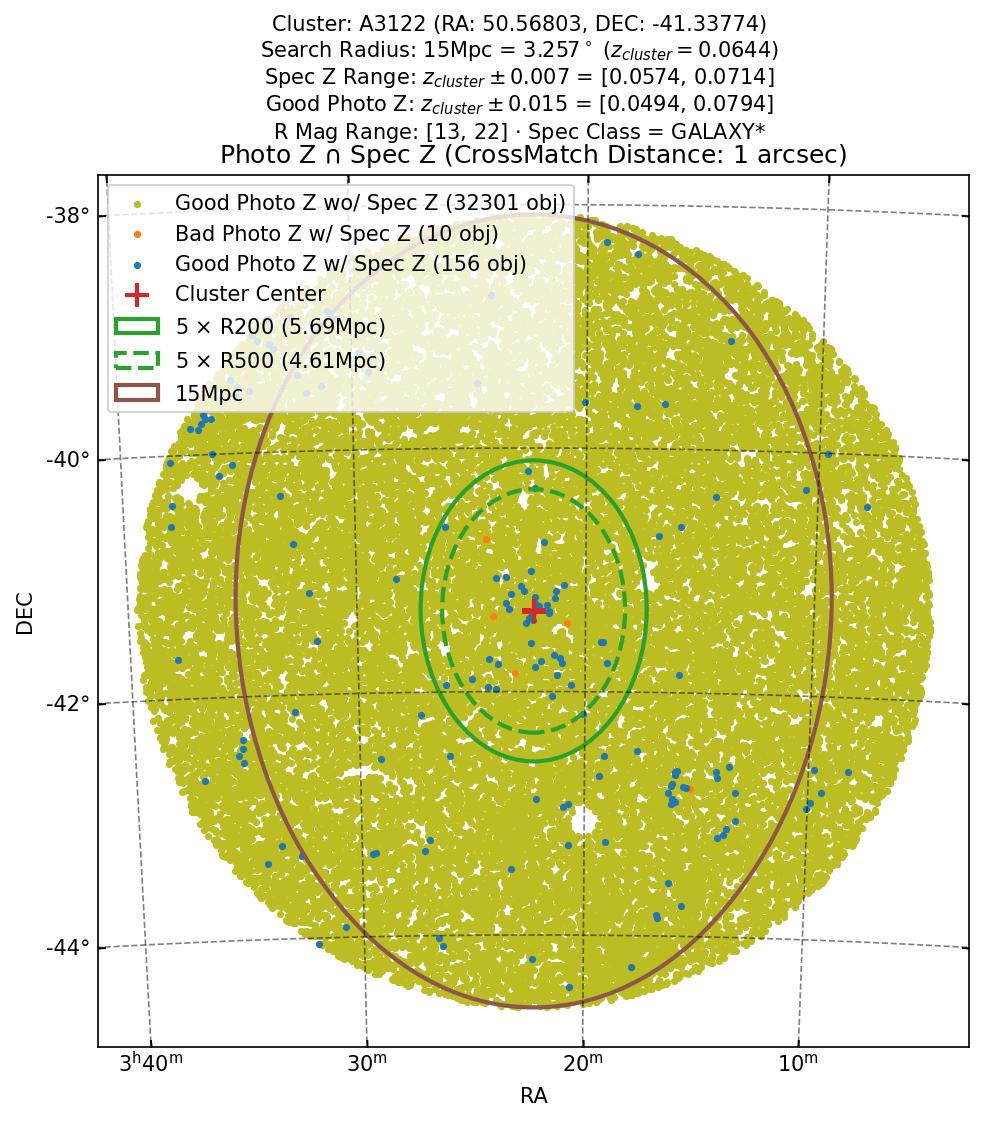 Cluster: A3122 (RA: 50.56803, DEC: -41.33774)
Search Radius: 15Mpc = 3.257° (z_cluster = 0.0644)
Spec Z Range: z_cluster ± 0.007 = [0.0574, 0.0714]
Good Photo Z: z_cluster ± 0.015 = [0.0494, 0.0794]
R Mag Range: [13, 22] · Spec Class = GALAXY*
Photo Z ∩ Spec Z (CrossMatch Distance: 1 arcsec)
Good Photo Z wo/ Spec Z (32301 obj)
Bad Photo Z w/ Spec Z (10 obj)
Good Photo Z w/ Spec Z (156 obj)
Cluster Center
5 × R200 (5.69Mpc)
5 × R500 (4.61Mpc)
15Mpc
-38°
-40°
-42°
-44°
DEC
3ʰ40ᵐ 30ᵐ 20ᵐ 10ᵐ
RA